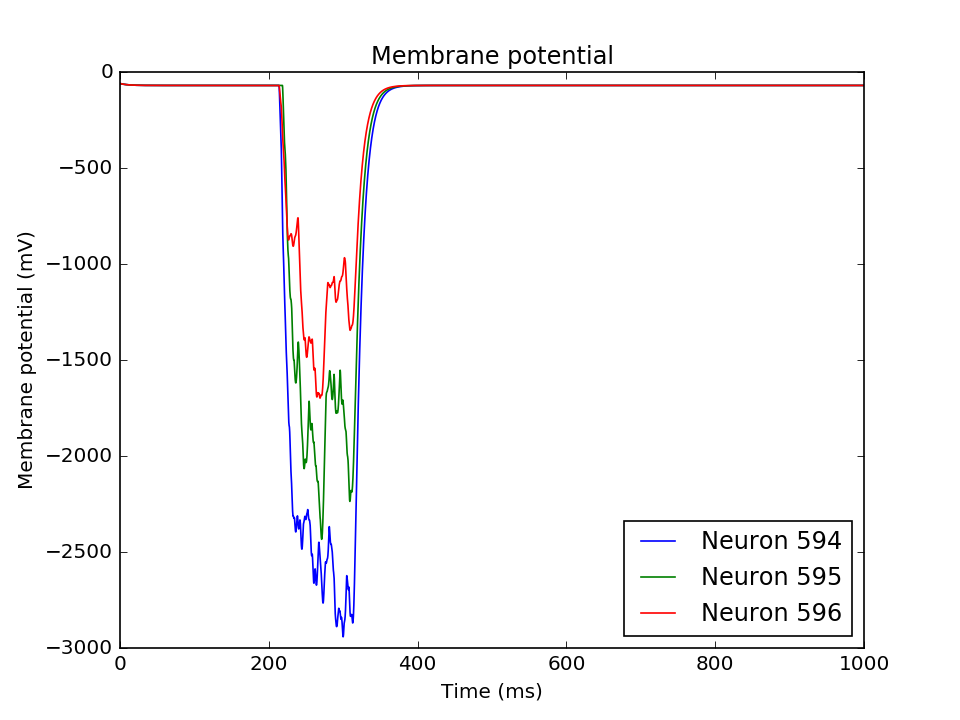 Membrane potential
Membrane potential (mV)
0
−500
−1000
−1500
−2000
−2500
−3000
0 200 400 600 800 1000
Time (ms)
Neuron 594
Neuron 595
Neuron 596